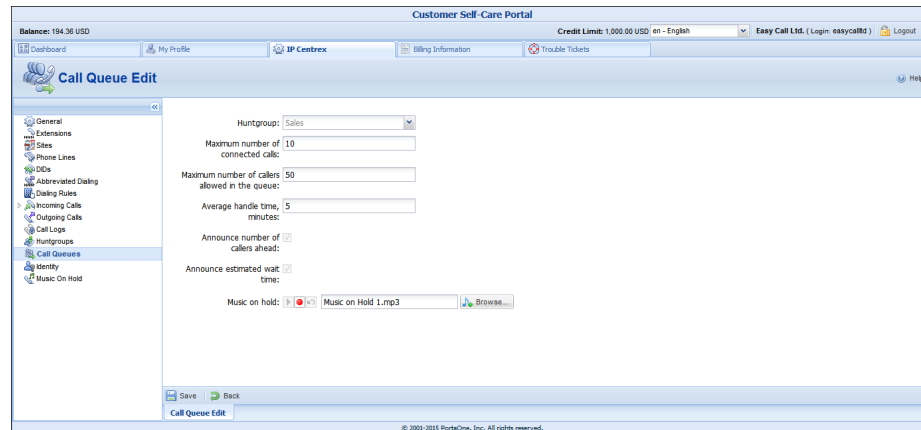 Customer Self-Care Portal
Balance: 194.36 USD
Credit Limit: 1,000.00 USD en - English Easy Call Ltd. ( Login: easycalltd ) Logout
Dashboard My Profile IP Centrex Billing Information Trouble Tickets
Call Queue Edit
Help
General
Extensions
Sites
Phone Lines
DIDs
Abbreviated Dialing
Dialing Rules
Incoming Calls
Outgoing Calls
Call Logs
Huntgroups
Call Queues
Identity
Music On Hold
Huntgroup: Sales
Maximum number of 10
connected calls:
Maximum number of callers 50
allowed in the queue:
Average handle time, 5
minutes:
Announce number of
callers ahead:
Announce estimated wait
time:
Music on hold: Music on Hold 1.mp3 Browse...
Save Back
Call Queue Edit
© 2001-2015 PortaOne, Inc. All rights reserved.